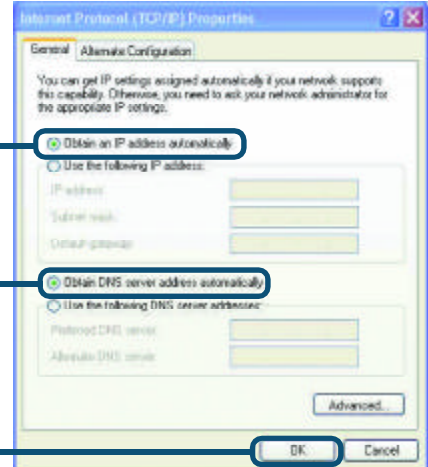 Internet Protocol (TCP/IP) Properties
General
Alternate Configuration
You can get IP settings assigned automatically if your network supports
this capability. Otherwise, you need to ask your network administrator for
the appropriate IP settings.
Obtain an IP address automatically
Use the following IP address:
IP address:
Subnet mask:
Default gateway:
Obtain DNS server address automatically
Use the following DNS server addresses:
Preferred DNS server:
Alternate DNS server:
Advanced...
OK
Cancel